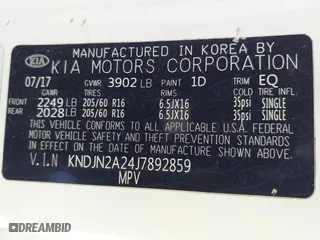 MANUFACTURED IN KOREA BY
KIA KIA MOTORS CORPORATION
07/17 GVWR 3902 LB PAINT 1D TRIM EQ
TIRES RIMS COLD TIRE INFL.
FRONT 2249 LB 205/60 R16 6.5JX16 35psi SINGLE
REAR 2028 LB 205/60 R16 6.5JX16 35psi SINGLE
THIS VEHICLE CONFORMS TO ALL APPLICABLE
U.S. FEDERAL MOTOR VEHICLE
SAFETY AND THEFT PREVENTION STANDARDS
IN EFFECT ON THE DATE OF
MANUFACTURE SHOWN ABOVE.
V.I.N KNDJN2A24J7892859
MPV
DREAMBID